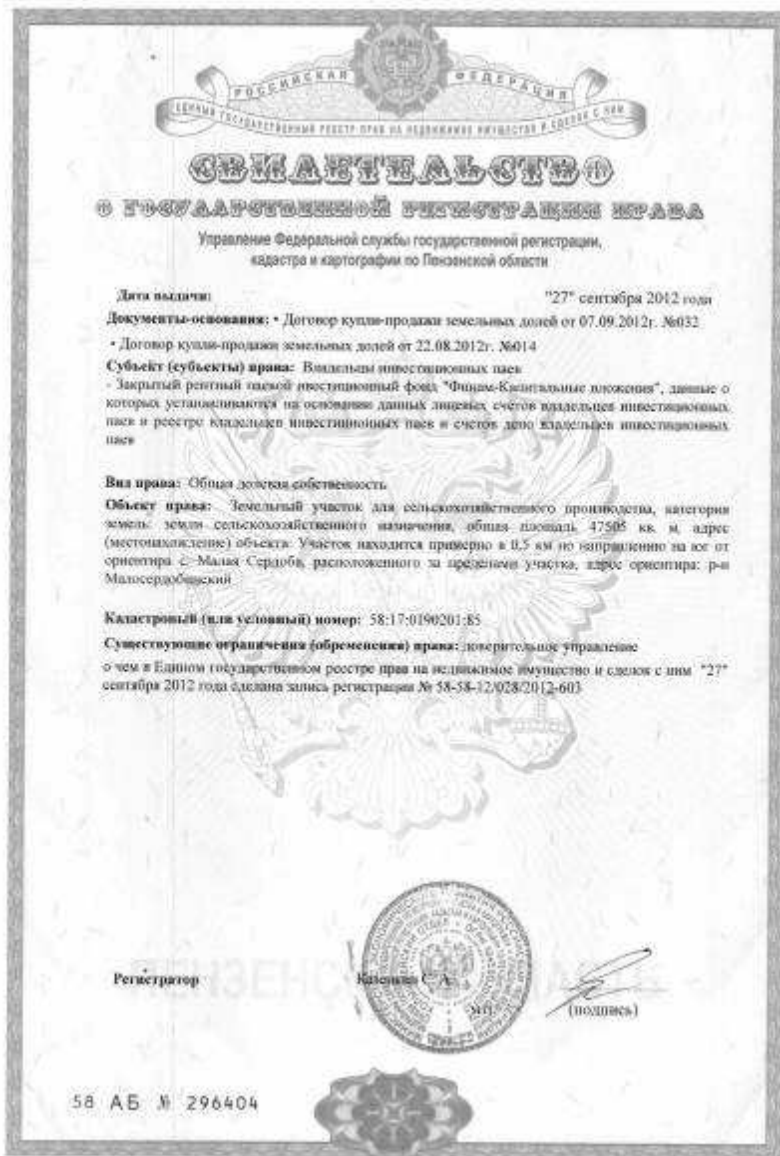 РОССИЙСКАЯ ФЕДЕРАЦИЯ
ЕДИНЫЙ ГОСУДАРСТВЕННЫЙ РЕЕСТР ПРАВ НА НЕДВИЖИМОЕ ИМУЩЕСТВО И СДЕЛОК С НИМ
СВИДЕТЕЛЬСТВО
О ГОСУДАРСТВЕННОЙ РЕГИСТРАЦИИ ПРАВА
Управление Федеральной службы государственной регистрации,
кадастра и картографии по Пензенской области
Дата выдачи: "27" сентября 2012 года
Документы-основания: • Договор купли-продажи земельных долей от 07.09.2012г. №032
• Договор купли-продажи земельных долей от 22.08.2012г. №014
Субъект (субъекты) права: Владельцы инвестиционных паев
- Закрытый рентный паевой инвестиционный фонд "Финам-Капитальные вложения", данные о
которых устанавливаются на основании данных лицевых счетов владельцев инвестиционных
паев в реестре владельцев инвестиционных паев и счетов депо владельцев инвестиционных
паев
Вид права: Общая долевая собственность
Объект права: Земельный участок для сельскохозяйственного производства, категория
земель: земли сельскохозяйственного назначения, общая площадь 47505 кв. м, адрес
(местонахождение) объекта: Участок находится примерно в 0,5 км по направлению на юг от
ориентира с. Малая Сердоба, расположенного за пределами участка, адрес ориентира: р-н
Малосердобинский
Кадастровый (или условный) номер: 58:17:0190201:85
Существующие ограничения (обременения) права: доверительное управление
о чем в Едином государственном реестре прав на недвижимое имущество и сделок с ним "27"
сентября 2012 года сделана запись регистрации № 58-58-12/028/2012-603
ПЕНЗЕНСКАЯ ОБЛАСТЬ
Регистратор
С. А.
М.П.
(подпись)
58 АБ № 296404